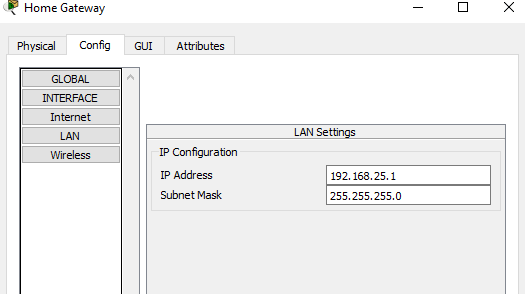 Home Gateway
Physical Config GUI Attributes
GLOBAL
INTERFACE
Internet
LAN
Wireless
LAN Settings
IP Configuration
IP Address 192.168.25.1
Subnet Mask 255.255.255.0